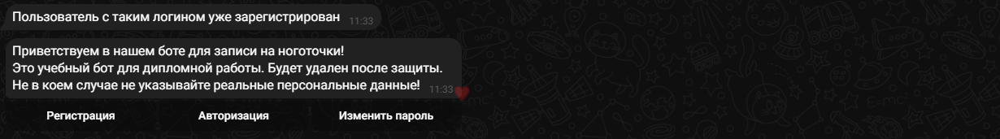 Пользователь с таким логином уже зарегистрирован 11:33
Приветствуем в нашем боте для записи на ноготочки!
Это учебный бот для дипломной работы. Будет удален после защиты.
Не в коем случае не указывайте реальные персональные данные! 11:33
Регистрация Авторизация Изменить пароль